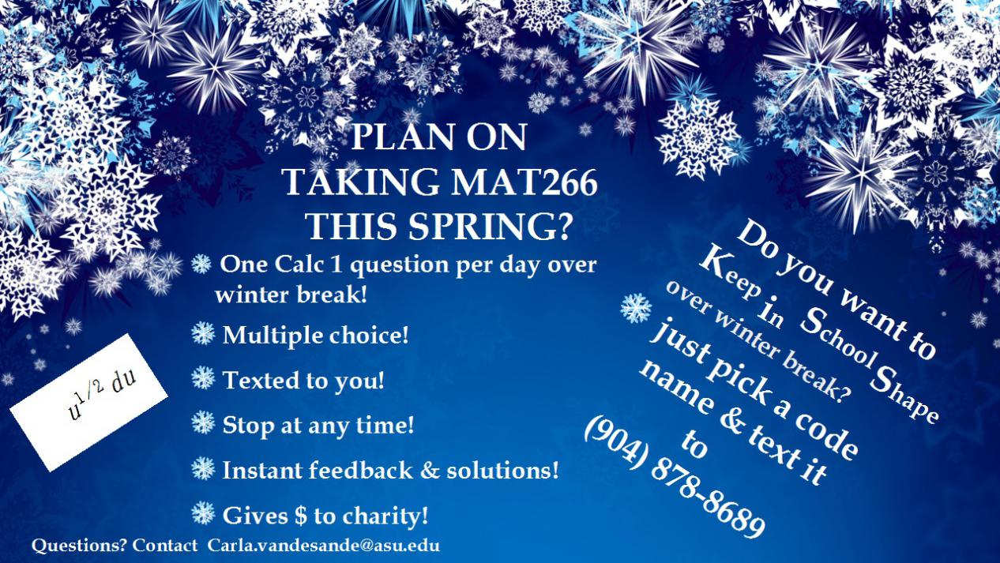 PLAN ON
TAKING MAT266
THIS SPRING?
One Calc 1 question per day over
winter break!
Multiple choice!
Texted to you!
Stop at any time!
Instant feedback & solutions!
Gives $ to charity!
Questions? Contact Carla.vandesande@asu.edu
u^1/2 du
Do you want to
Keep in School Shape
over winter break?
just pick a code
name & text it
to
(904) 878-8689